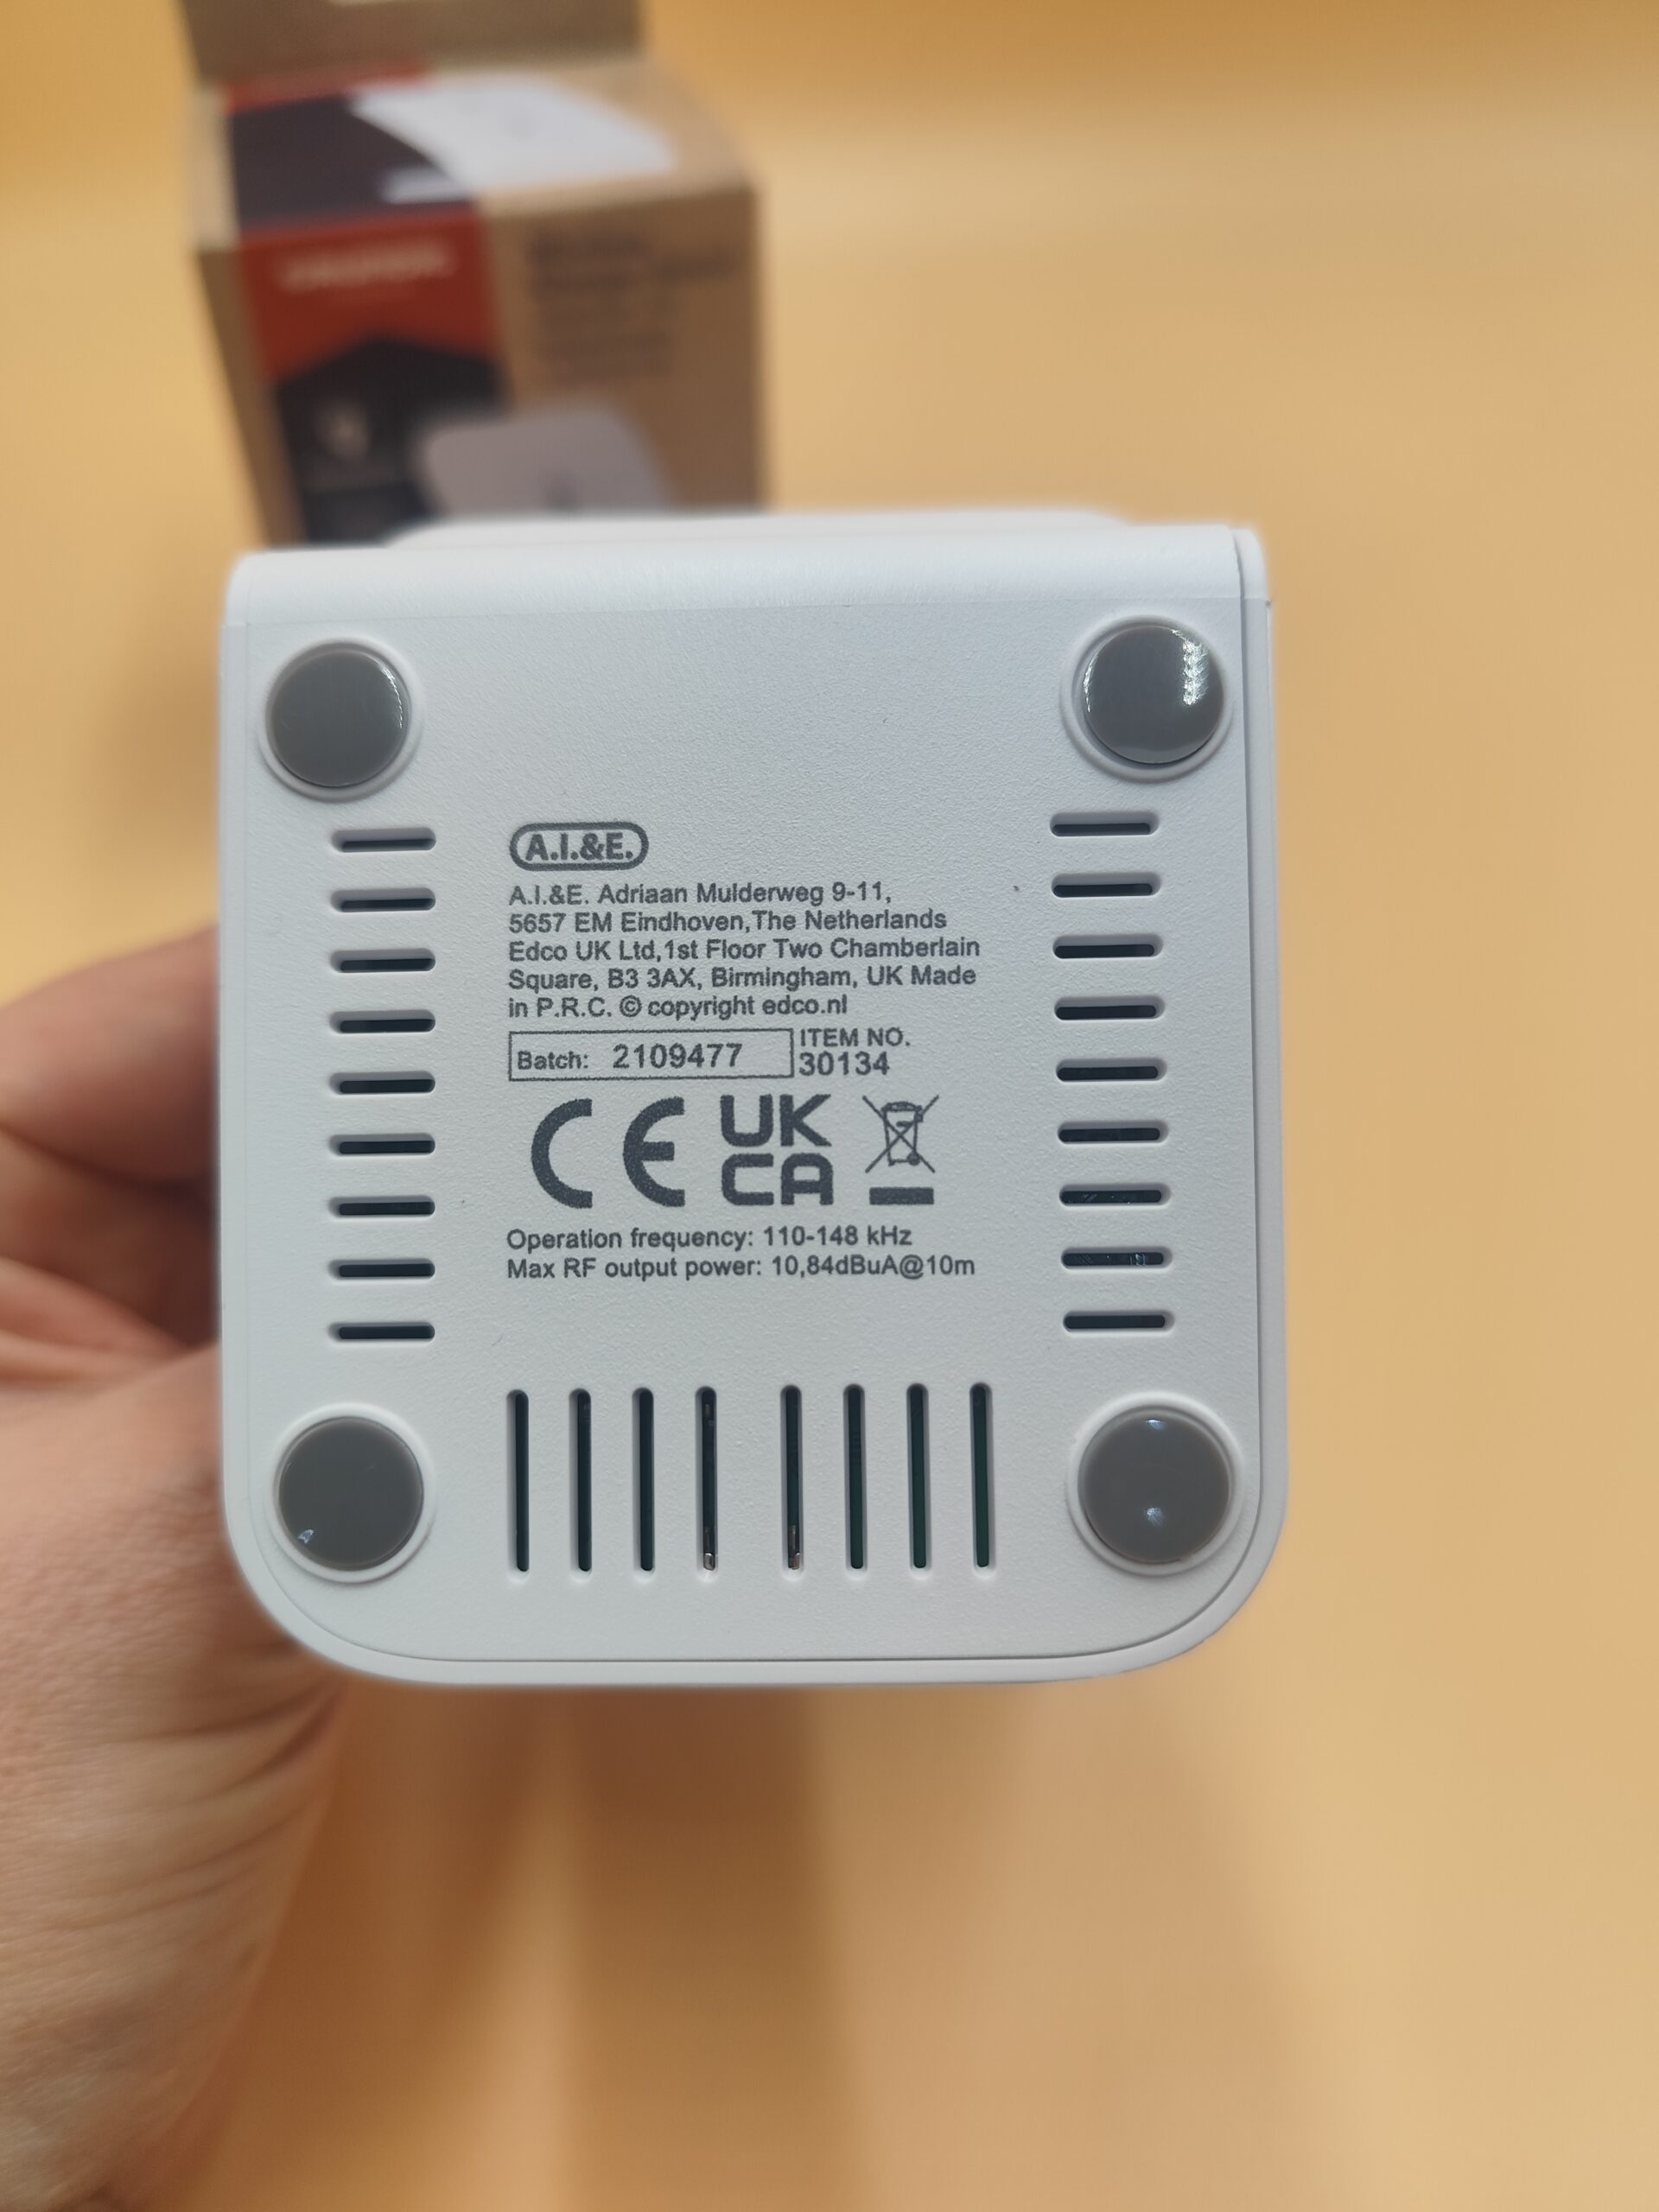 A.I.&E.
A.I.&E. Adriaan Mulderweg 9-11,
5657 EM Eindhoven,The Netherlands
Edco UK Ltd,1st Floor Two Chamberlain
Square, B3 3AX, Birmingham, UK Made
in P.R.C. © copyright edco.nl
Batch: 2109477
ITEM NO.
30134
CE
UK
CA
Operation frequency: 110-148 kHz
Max RF output power: 10,84dBuA@10m